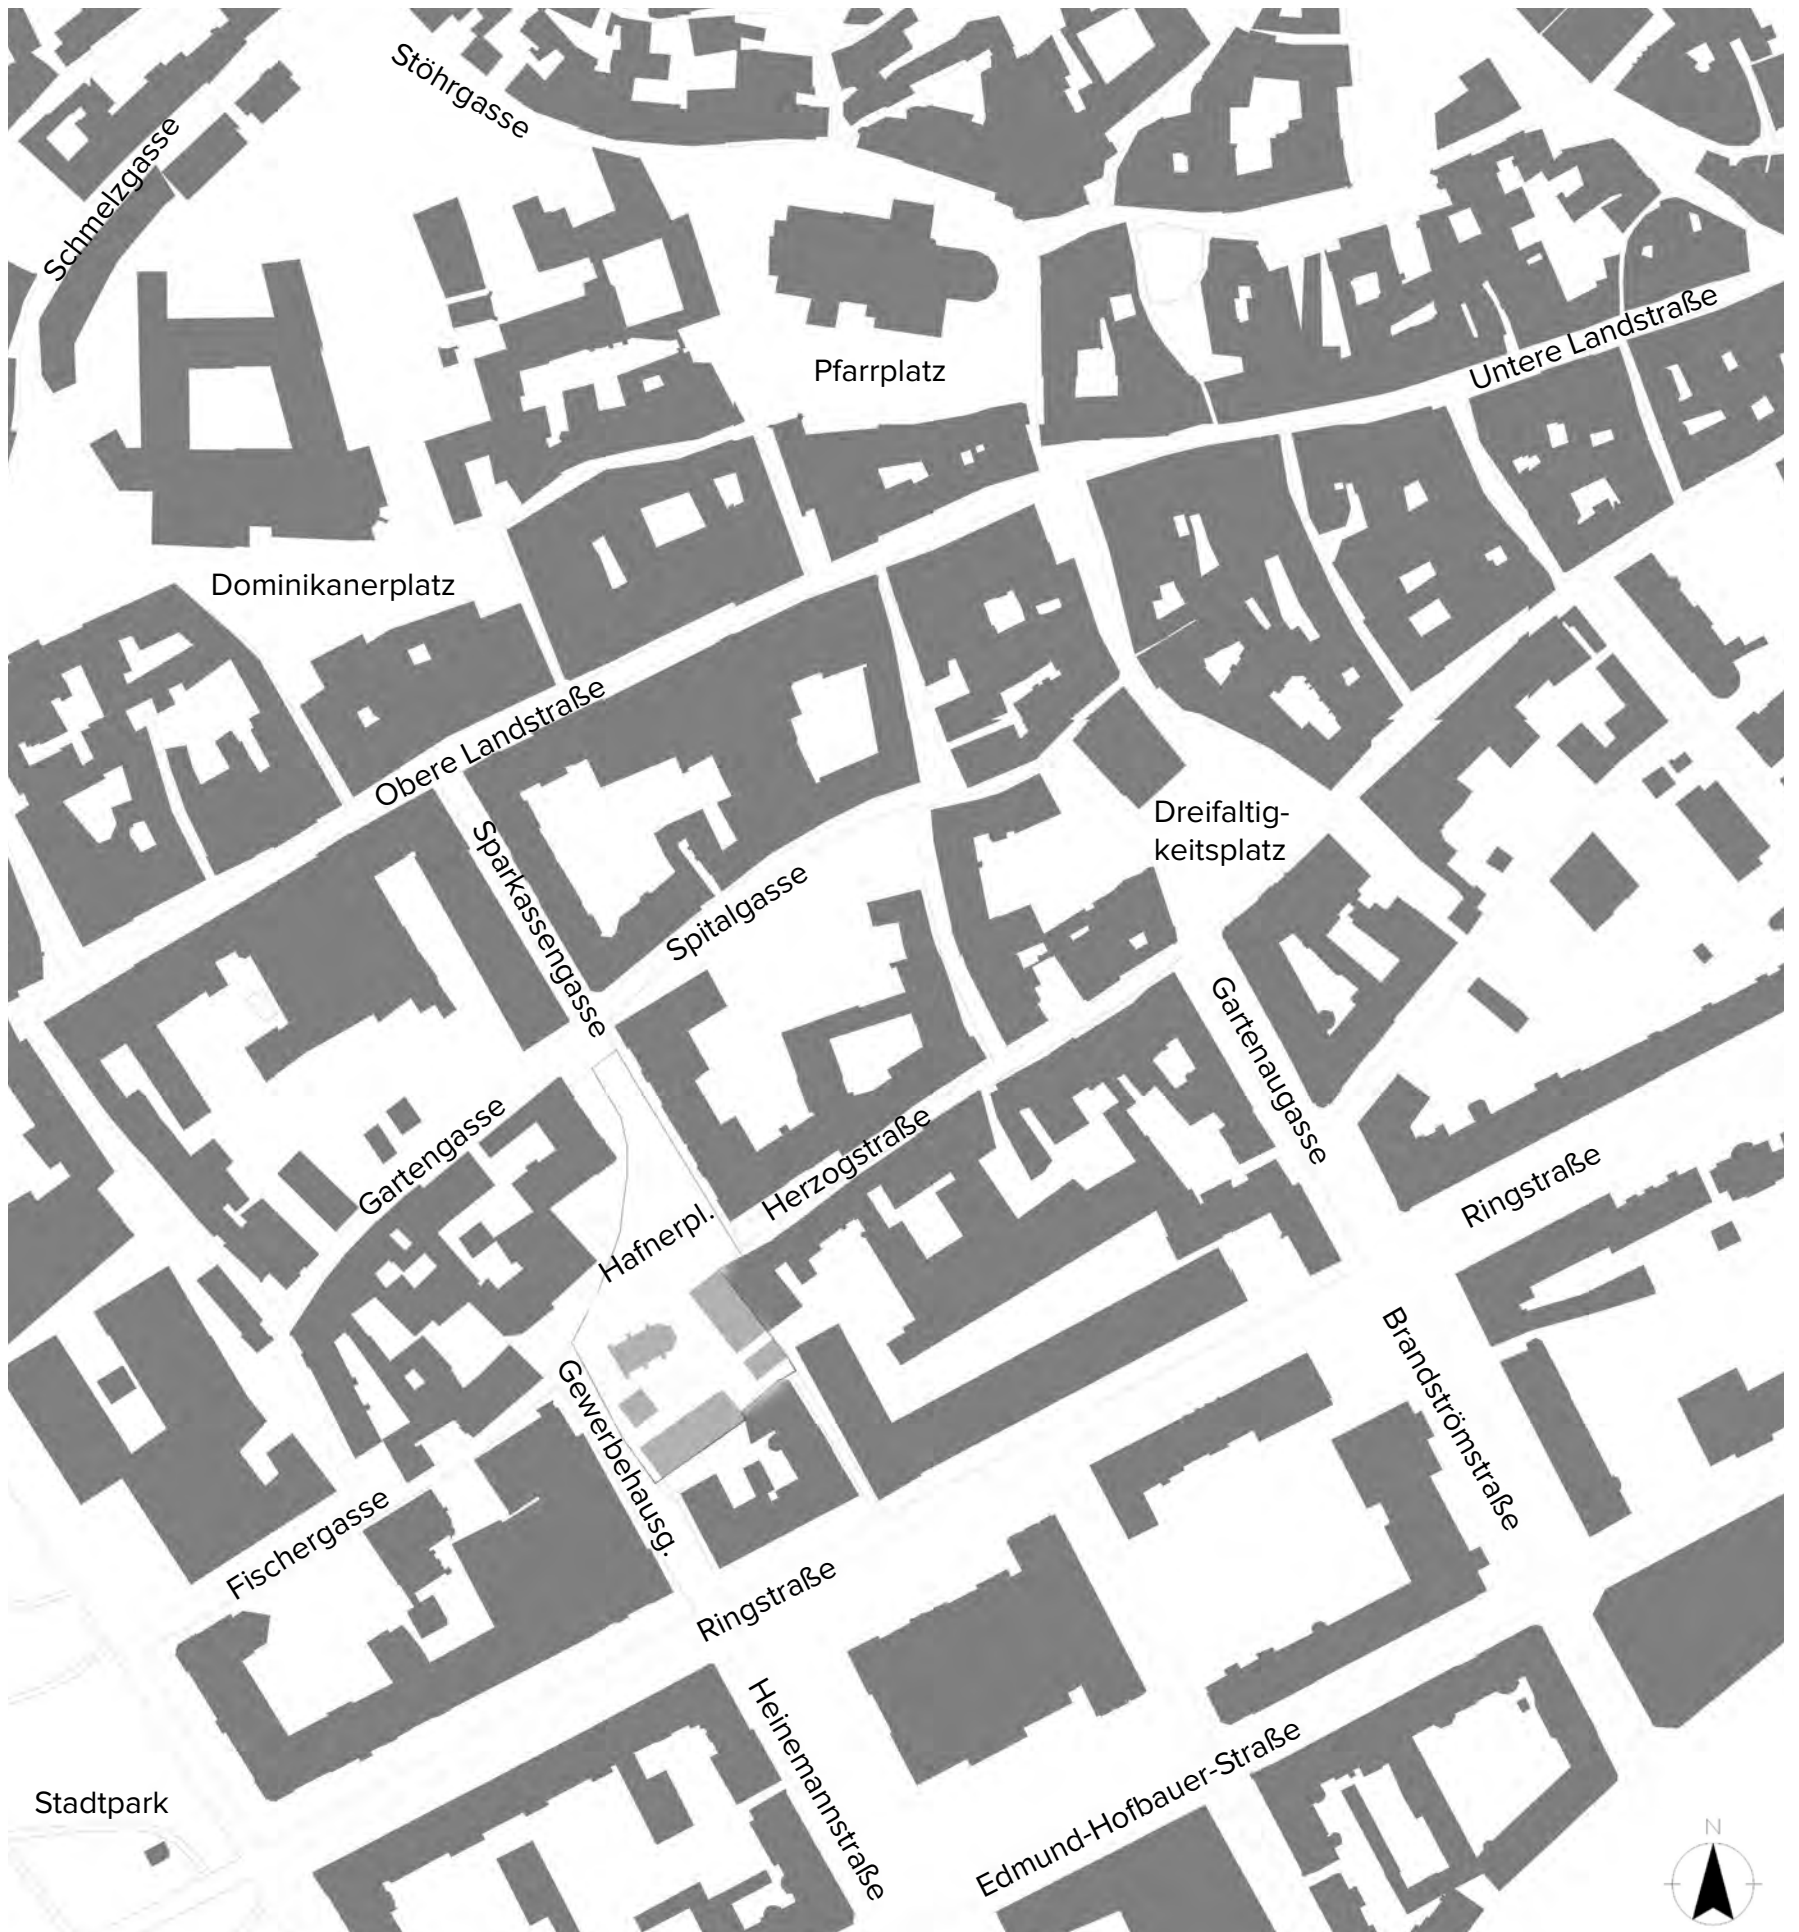 Stöhrgasse
Schmelzgasse
Untere Landstraße
Pfarrplatz
Dominikanerplatz
Obere Landstraße
Dreifaltig-
keitsplatz
Sparkassengasse
Spitalgasse
Gartenaugasse
Gartengasse
Herzogstraße
Ringstraße
Hafnerpl.
Brandströmstraße
Gewerbehausg.
Fischergasse
Ringstraße
Heinemannstraße
Edmund-Hofbauer-Straße
Stadtpark
N